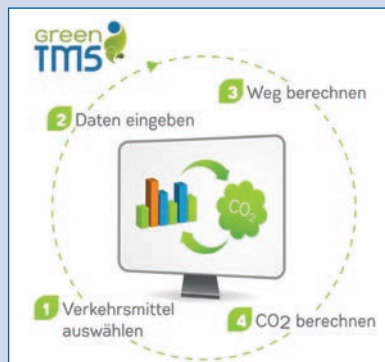 Green
TMS
3 Weg berechnen
2 Daten eingeben
CO2
1 Verkehrsmittel
auswählen
4 CO2 berechnen